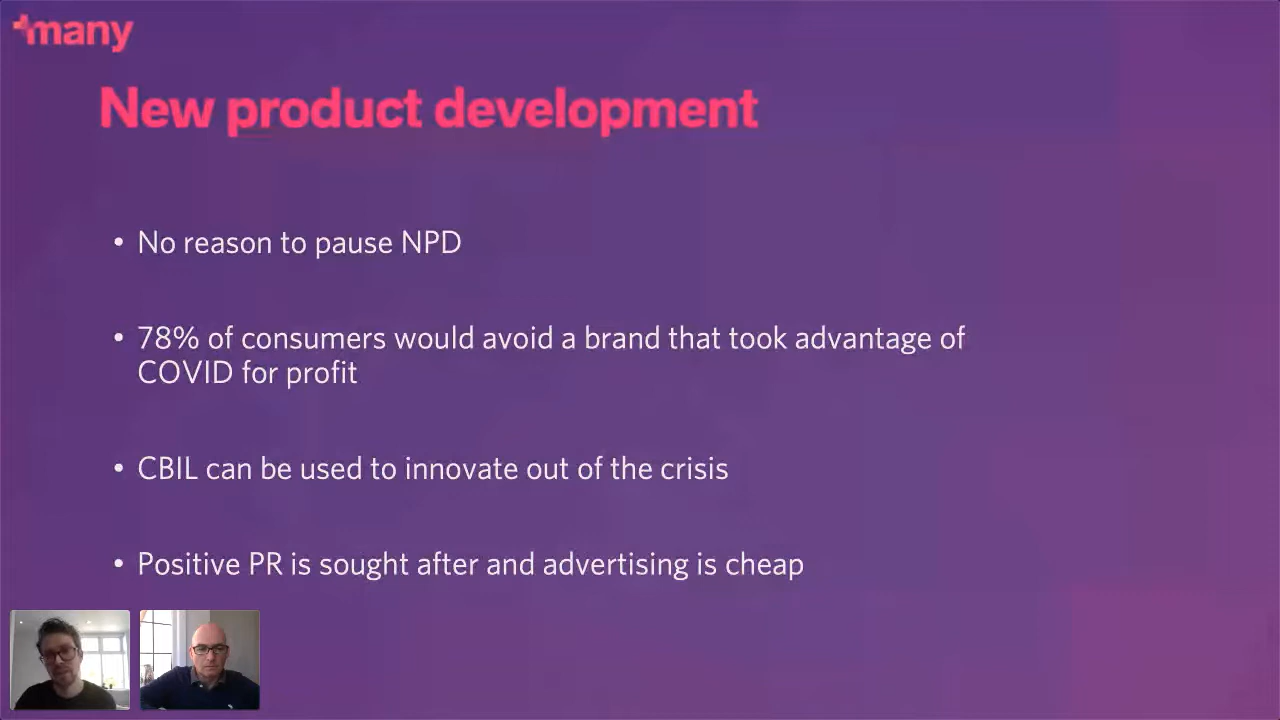 +many
New product development
• No reason to pause NPD
• 78% of consumers would avoid a brand that took advantage of
COVID for profit
• CBIL can be used to innovate out of the crisis
• Positive PR is sought after and advertising is cheap